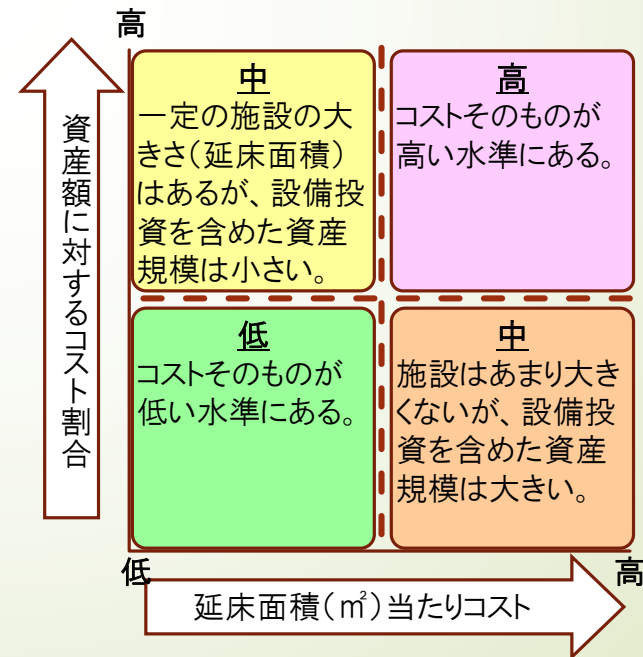 高
資産額に対するコスト割合
中
一定の施設の大
きさ（延床面積）
はあるが、設備投
資を含めた資産
規模は小さい。
高
コストそのものが
高い水準にある。
低
コストそのものが
低い水準にある。
中
施設はあまり大き
くないが、設備投
資を含めた資産
規模は大きい。
低
高
延床面積（㎡）当たりコスト